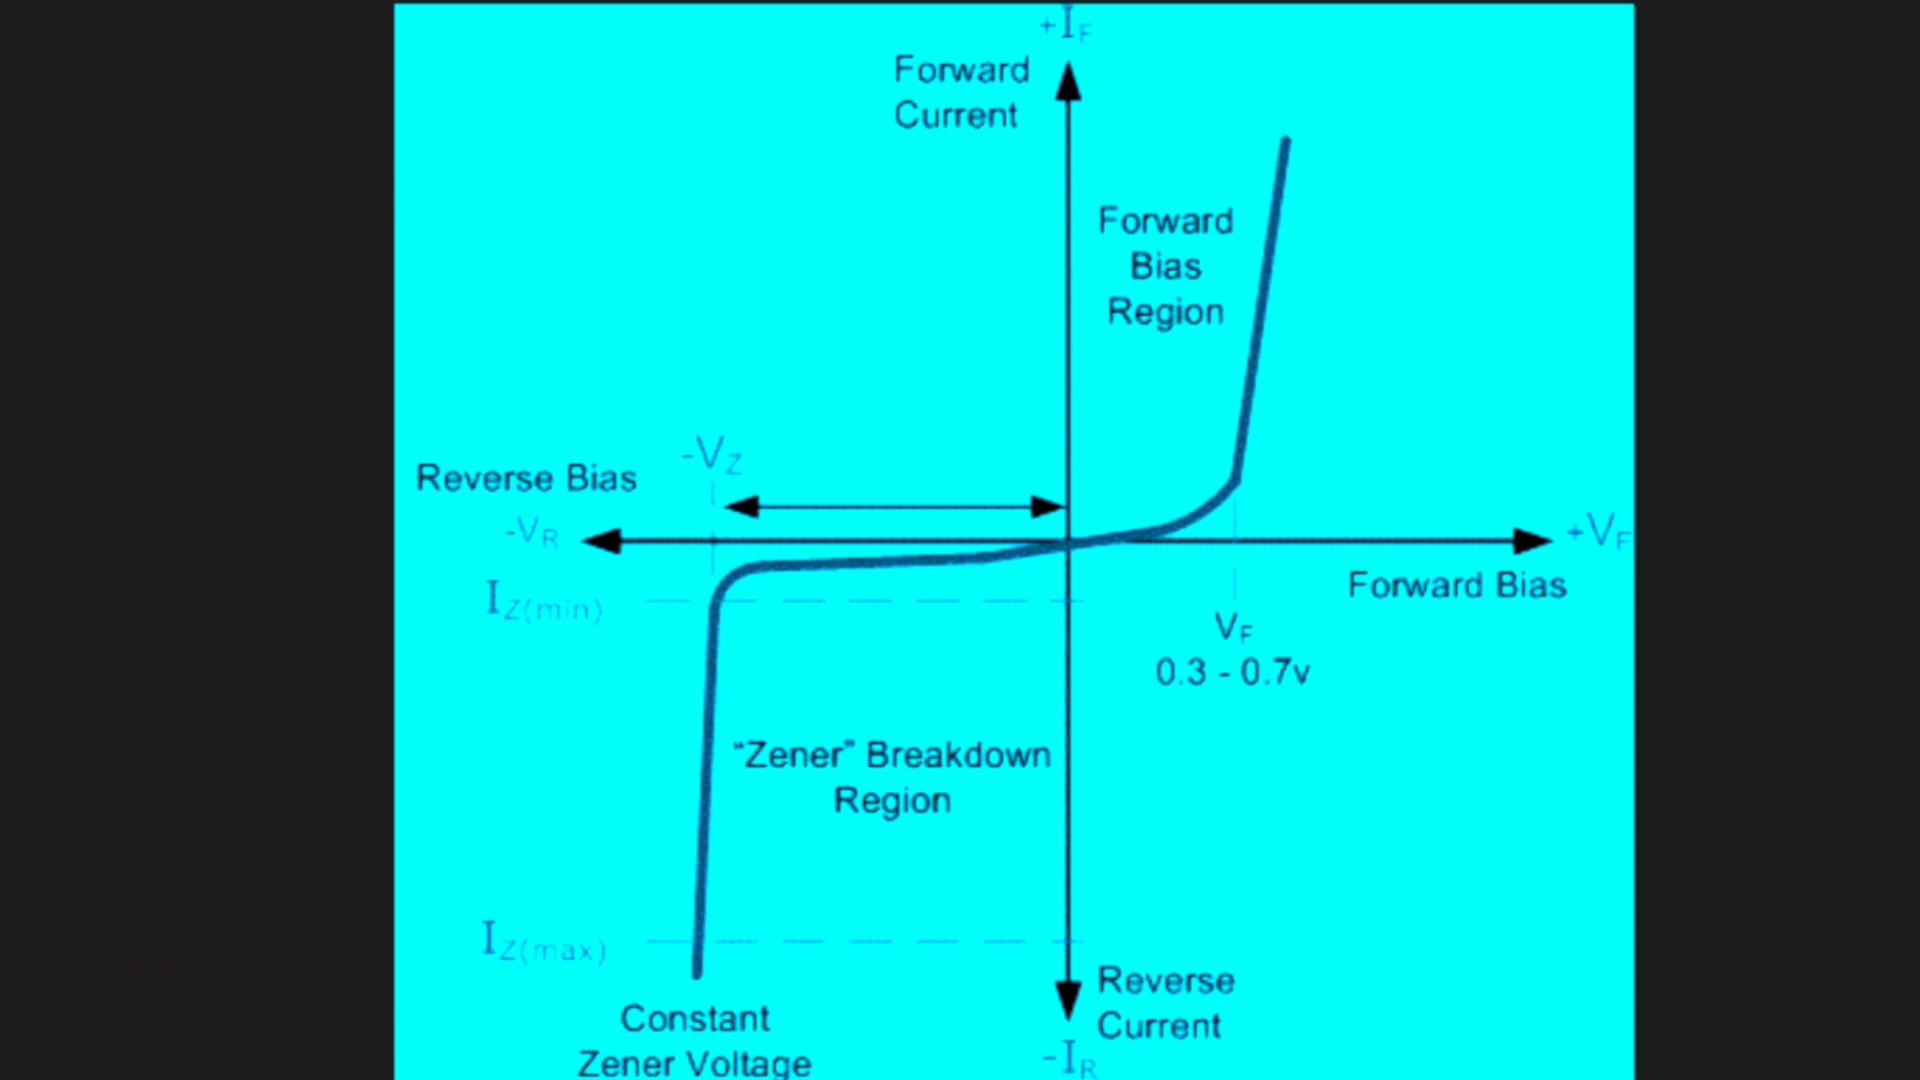 +IF
Forward
Current
Forward
Bias
Region
-VZ
Reverse Bias
-VR
+VF
Forward Bias
IZ(min)
VF
0.3 - 0.7v
“Zener” Breakdown
Region
IZ(max)
Reverse
Current
Constant
Zener Voltage
-IR